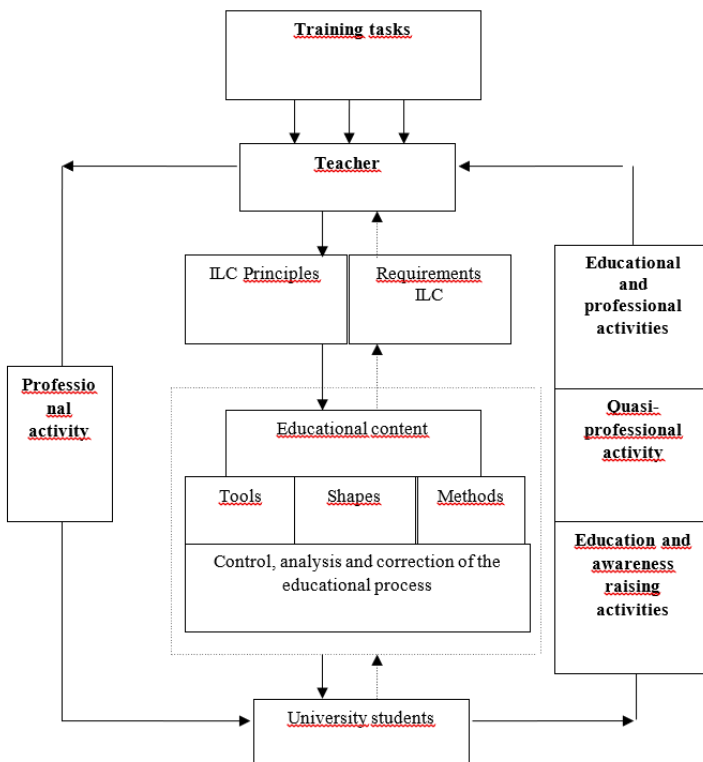 Training tasks
Teacher
ILC Principles
Requirements
ILC
Educational
and
professional
activities
Professio
nal
activity
Educational content
Quasi-
professional
activity
Tools
Shapes
Methods
Control, analysis and correction of the
educational process
Education and
awareness
raising
activities
University students